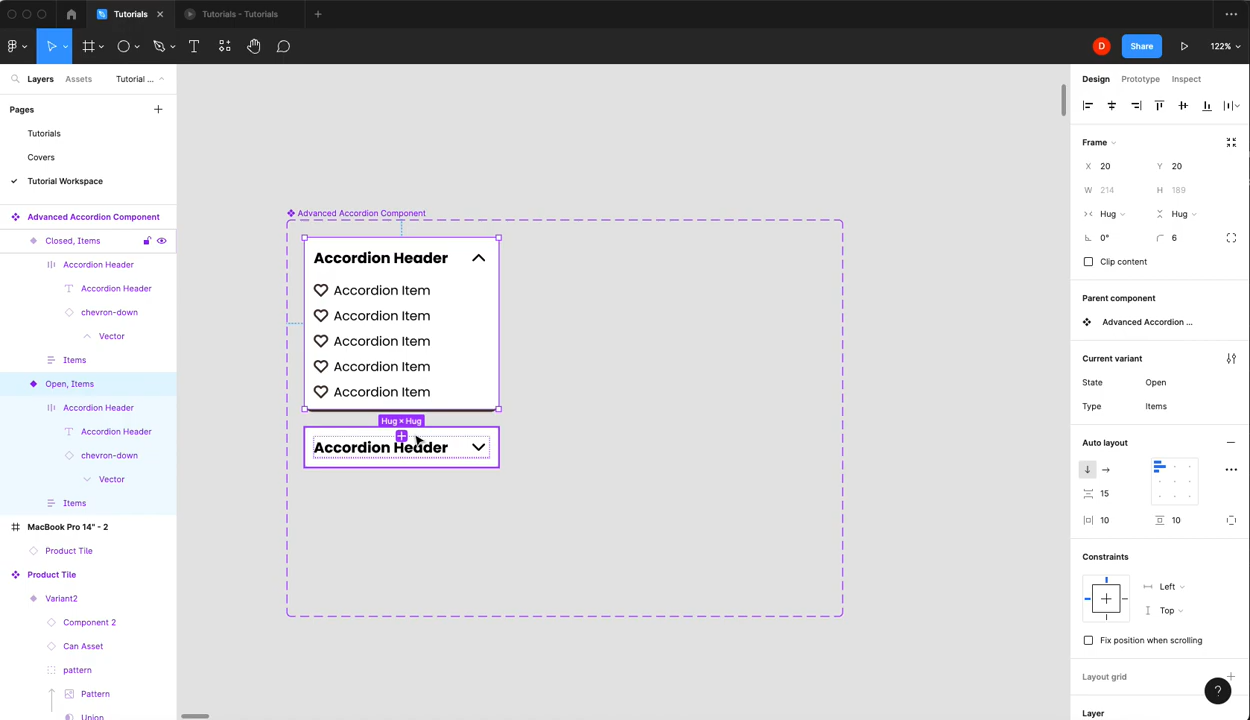 Tutorials
Tutorials - Tutorials
D
Share
122%
Layers
Assets
Tutorial ...
Pages
Tutorials
Covers
Tutorial Workspace
Advanced Accordion Component
Closed, Items
Accordion Header
Accordion Header
chevron-down
Vector
Items
Open, Items
Accordion Header
Accordion Header
chevron-down
Vector
Items
MacBook Pro 14" - 2
Product Tile
Product Tile
Variant2
Component 2
Can Asset
pattern
Pattern
Union
Advanced Accordion Component
Accordion Header
Accordion Item
Accordion Item
Accordion Item
Accordion Item
Accordion Item
Hug × Hug
Accordion Header
Design
Prototype
Inspect
Frame
X 20
Y 20
W 214
H 189
Hug
Hug
0°
6
Clip content
Parent component
Advanced Accordion ...
Current variant
State Open
Type Items
Auto layout
15
10
10
Constraints
Left
Top
Fix position when scrolling
Layout grid
?
Layer